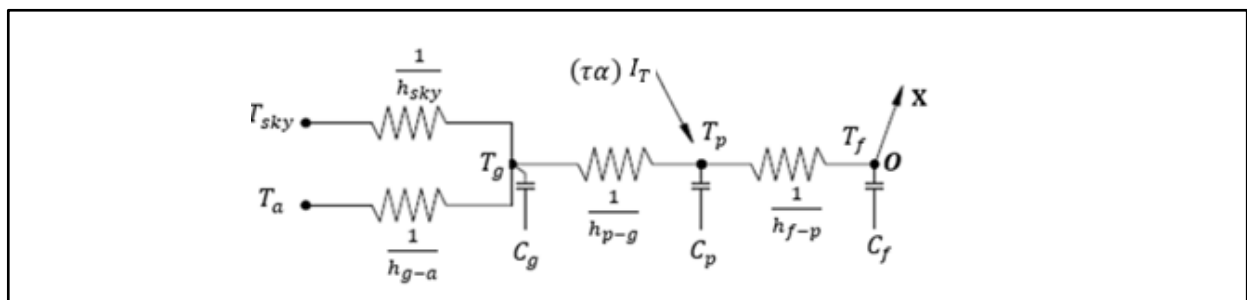 1
h_sky
(τα) I_T
X
T_sky
T_p
T_f
T_g
O
T_a
1
h_p-g
1
h_f-p
1
h_g-a
C_g
C_p
C_f